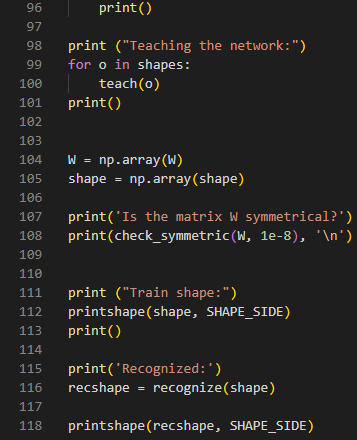 96 print()
97
98 print ("Teaching the network:")
99 for o in shapes:
100 teach(o)
101 print()
102
103
104 W = np.array(W)
105 shape = np.array(shape)
106
107 print('Is the matrix W symmetrical?')
108 print(check_symmetric(W, 1e-8), '\n')
109
110
111 print ("Train shape:")
112 printshape(shape, SHAPE_SIDE)
113 print()
114
115 print('Recognized:')
116 recshape = recognize(shape)
117
118 printshape(recshape, SHAPE_SIDE)